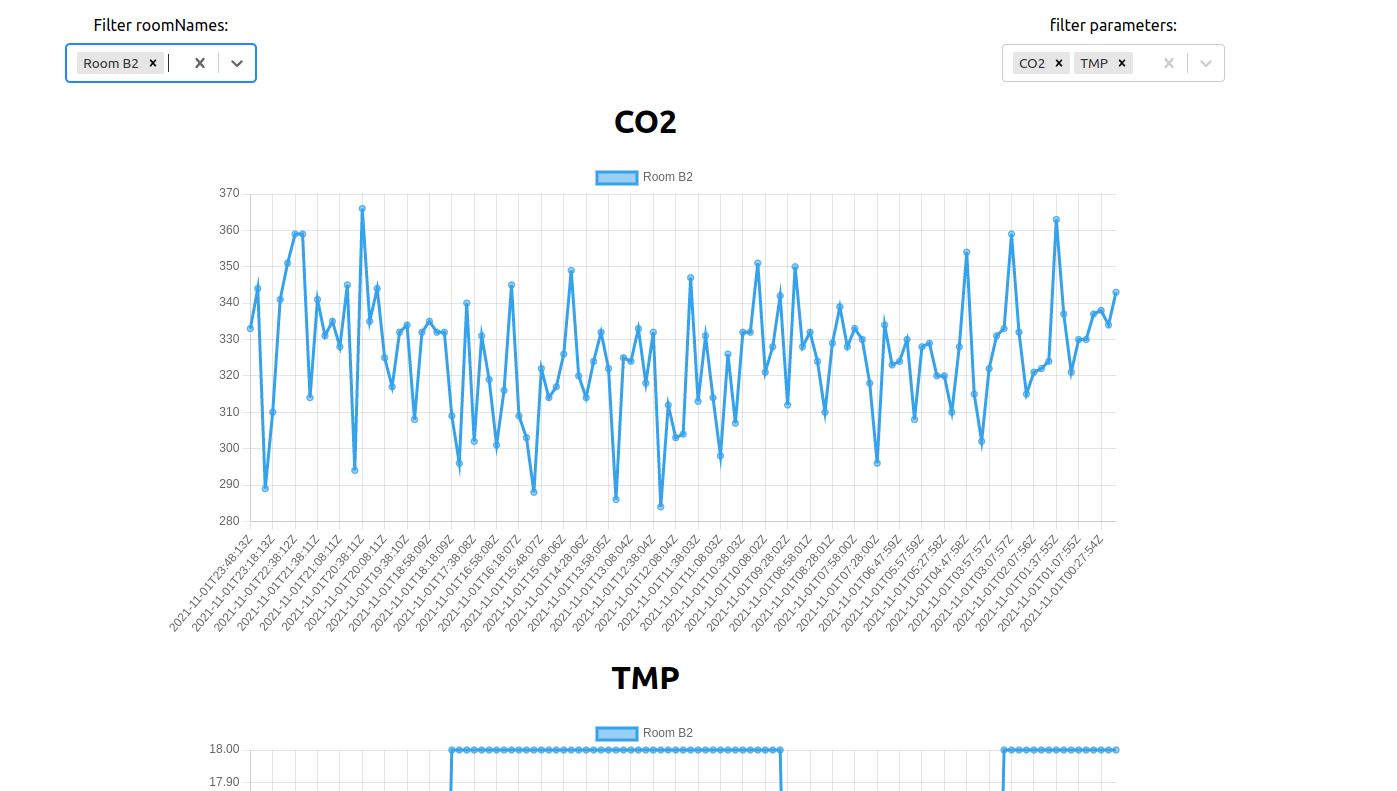 Filter roomNames:
filter parameters:
Room B2
CO2
TMP
CO2
Room B2
370
360
350
340
330
320
310
300
290
280
2021-11-01T23:48:13Z
2021-11-01T23:18:13Z
2021-11-01T22:38:12Z
2021-11-01T21:38:11Z
2021-11-01T21:08:11Z
2021-11-01T20:38:11Z
2021-11-01T20:08:11Z
2021-11-01T19:38:10Z
2021-11-01T18:58:09Z
2021-11-01T18:18:09Z
2021-11-01T17:38:08Z
2021-11-01T16:58:08Z
2021-11-01T16:18:07Z
2021-11-01T15:48:07Z
2021-11-01T15:08:06Z
2021-11-01T14:28:06Z
2021-11-01T13:58:05Z
2021-11-01T13:08:04Z
2021-11-01T12:38:04Z
2021-11-01T12:08:04Z
2021-11-01T11:38:03Z
2021-11-01T11:08:03Z
2021-11-01T10:38:03Z
2021-11-01T10:08:02Z
2021-11-01T09:28:02Z
2021-11-01T08:58:01Z
2021-11-01T08:28:01Z
2021-11-01T07:58:00Z
2021-11-01T07:28:00Z
2021-11-01T06:47:59Z
2021-11-01T05:57:59Z
2021-11-01T05:27:58Z
2021-11-01T04:47:58Z
2021-11-01T03:57:57Z
2021-11-01T03:07:57Z
2021-11-01T02:07:56Z
2021-11-01T01:37:55Z
2021-11-01T01:07:55Z
2021-11-01T00:27:54Z
TMP
Room B2
18.00
17.90